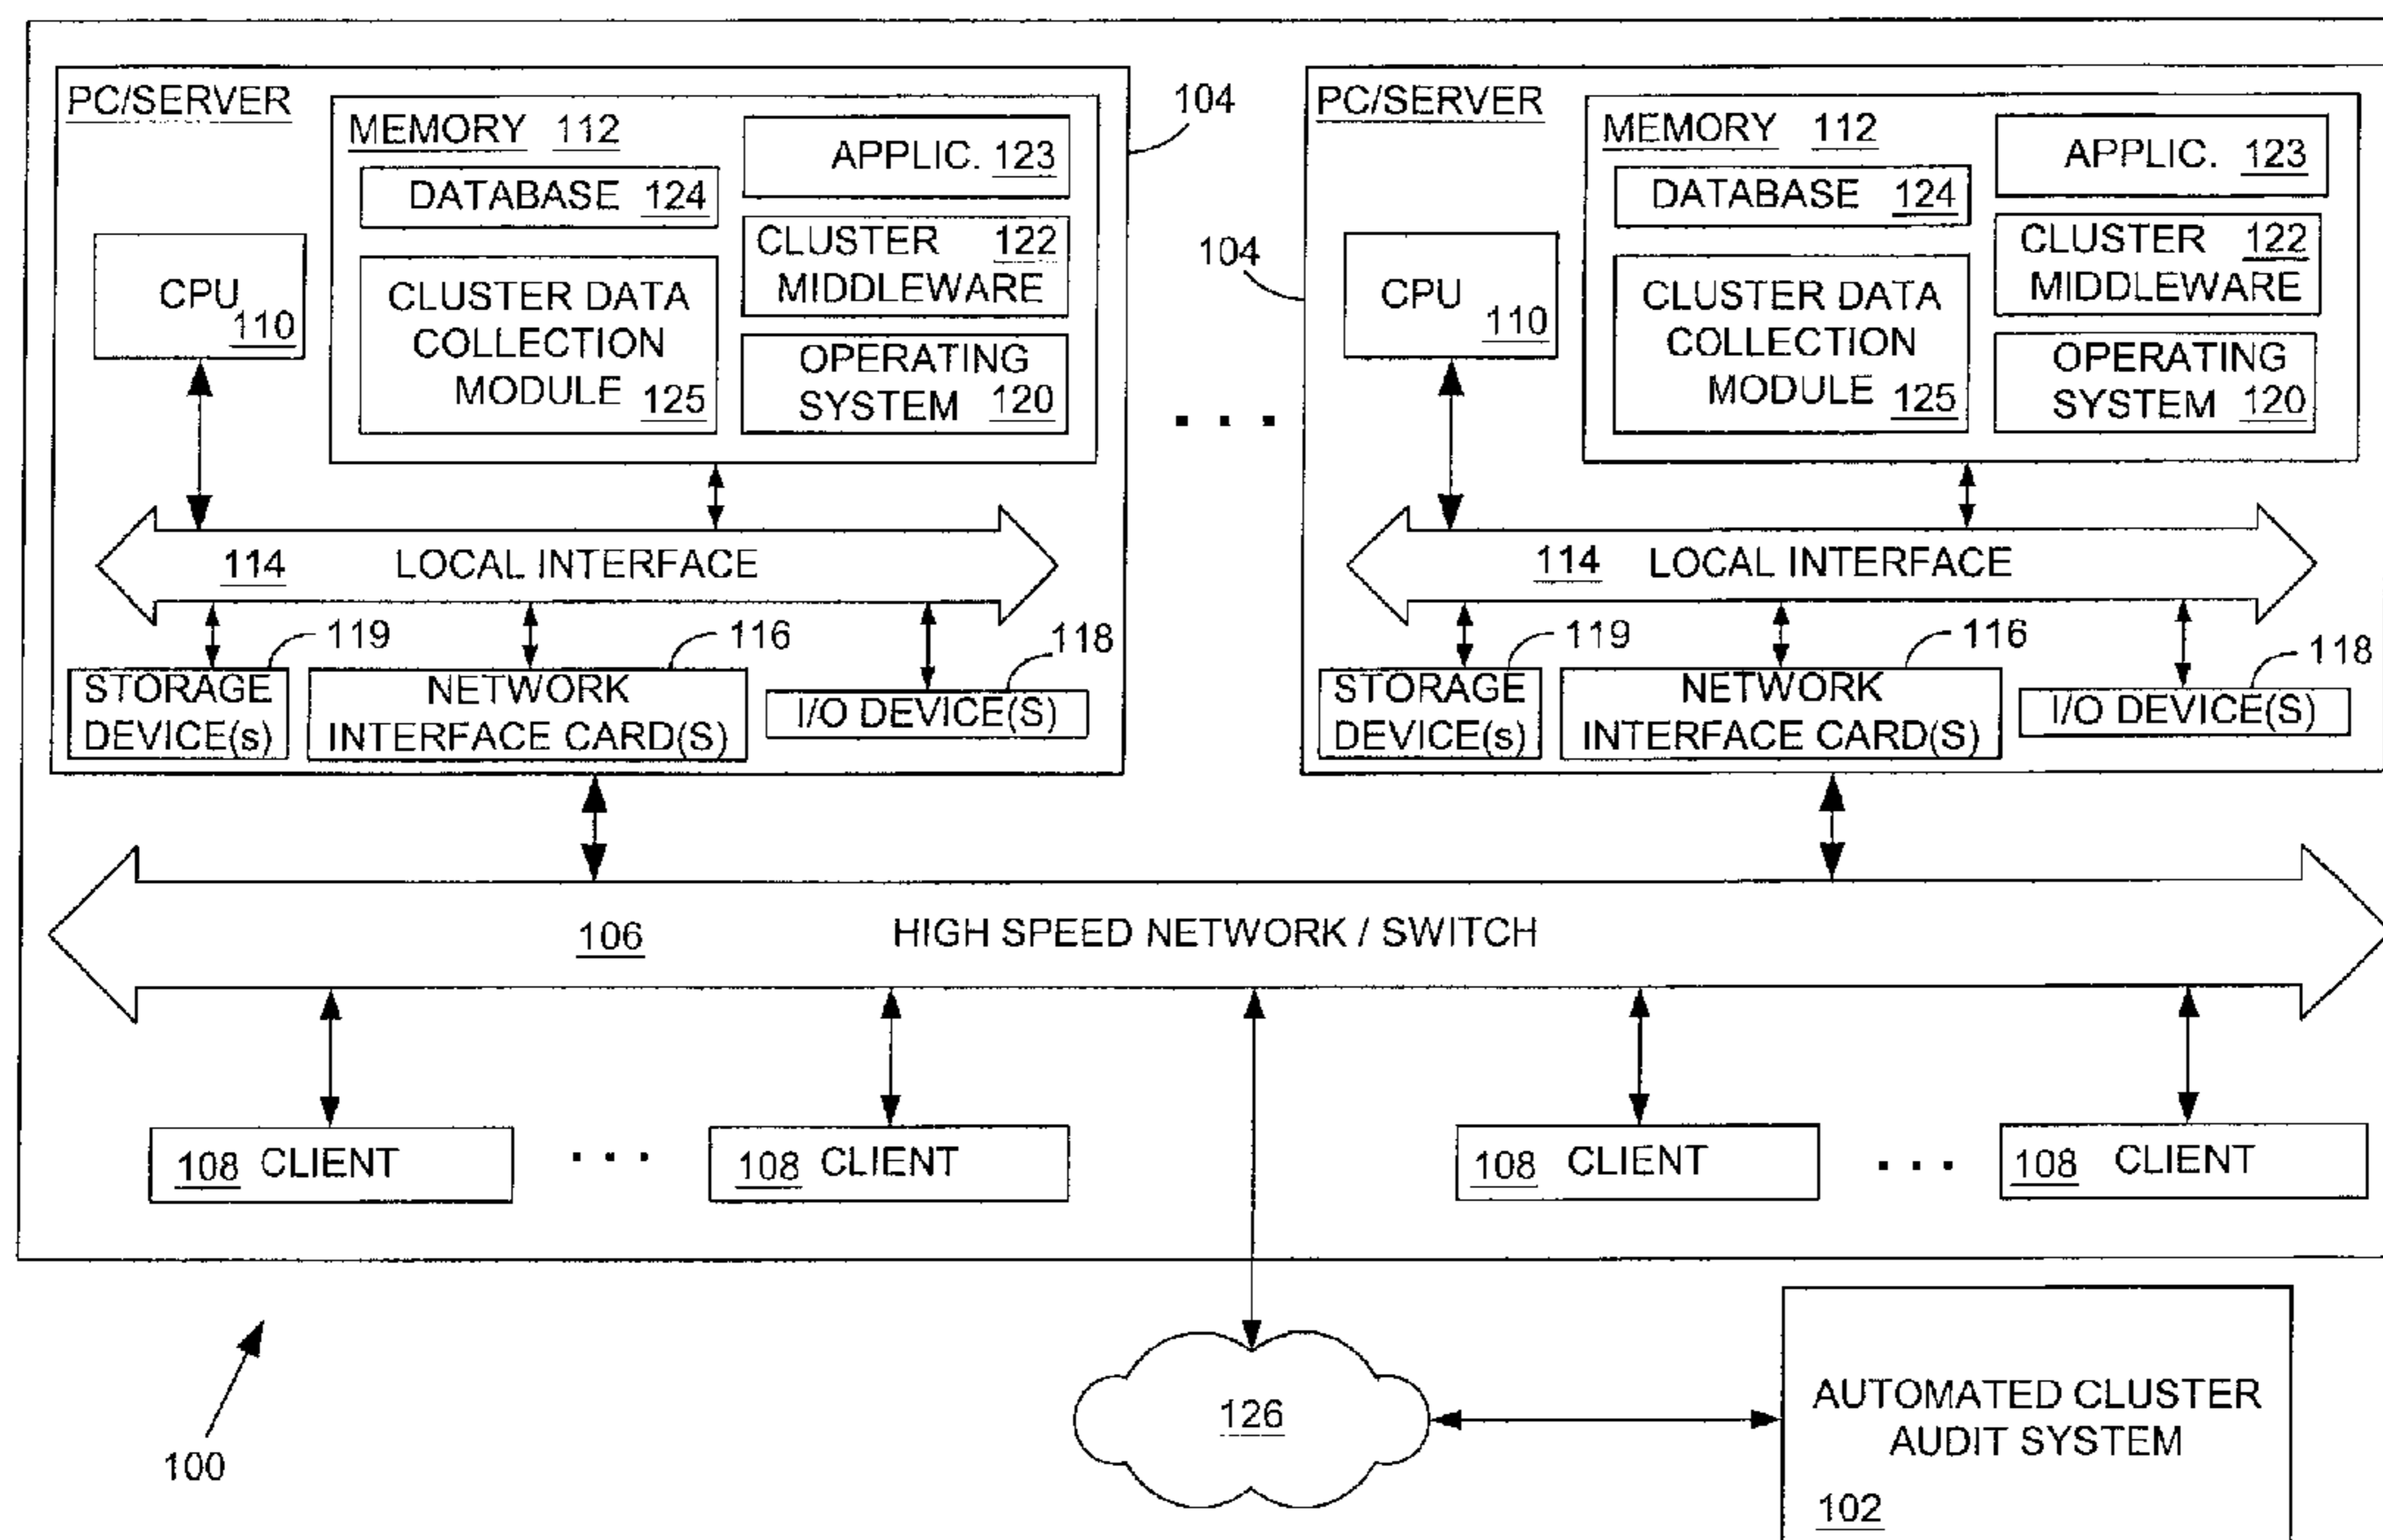 PC/SERVER
MEMORY 112
DATABASE 124
APPLIC. 123
CLUSTER 122
MIDDLEWARE
CLUSTER DATA
COLLECTION
MODULE 125
OPERATING
SYSTEM 120
CPU
110
104
114 LOCAL INTERFACE
119
116
118
STORAGE
DEVICE(s)
NETWORK
INTERFACE CARD(S)
I/O DEVICE(S)
. . .
PC/SERVER
MEMORY 112
DATABASE 124
APPLIC. 123
CLUSTER 122
MIDDLEWARE
CLUSTER DATA
COLLECTION
MODULE 125
OPERATING
SYSTEM 120
CPU
110
104
114 LOCAL INTERFACE
119
116
118
STORAGE
DEVICE(s)
NETWORK
INTERFACE CARD(S)
I/O DEVICE(S)
106 HIGH SPEED NETWORK / SWITCH
108 CLIENT . . . 108 CLIENT 108 CLIENT . . . 108 CLIENT
100
126
AUTOMATED CLUSTER
AUDIT SYSTEM
102